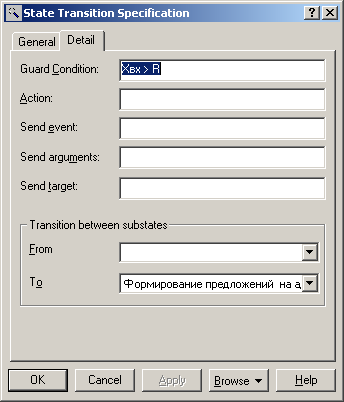 State Transition Specification
General Detail
Guard Condition: Xвх > R
Action:
Send event:
Send arguments:
Send target:
Transition between substates
From
To Формирование предложений на
OK Cancel Apply Browse Help